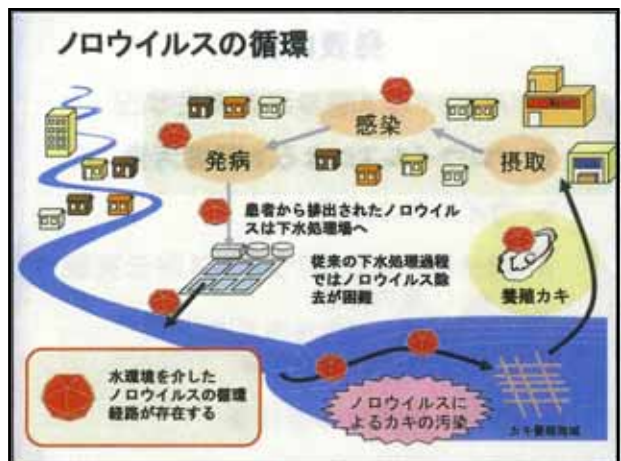 ノロウイルスの循環
感染
発病
摂取
患者から排出されたノロウイル
スは下水処理場へ
従来の下水処理過程
ではノロウイルス除
去が困難
養殖カキ
水環境を介した
ノロウイルスの循環
経路が存在する
ノロウイルスに
よるカキの汚染
カキ養殖海域